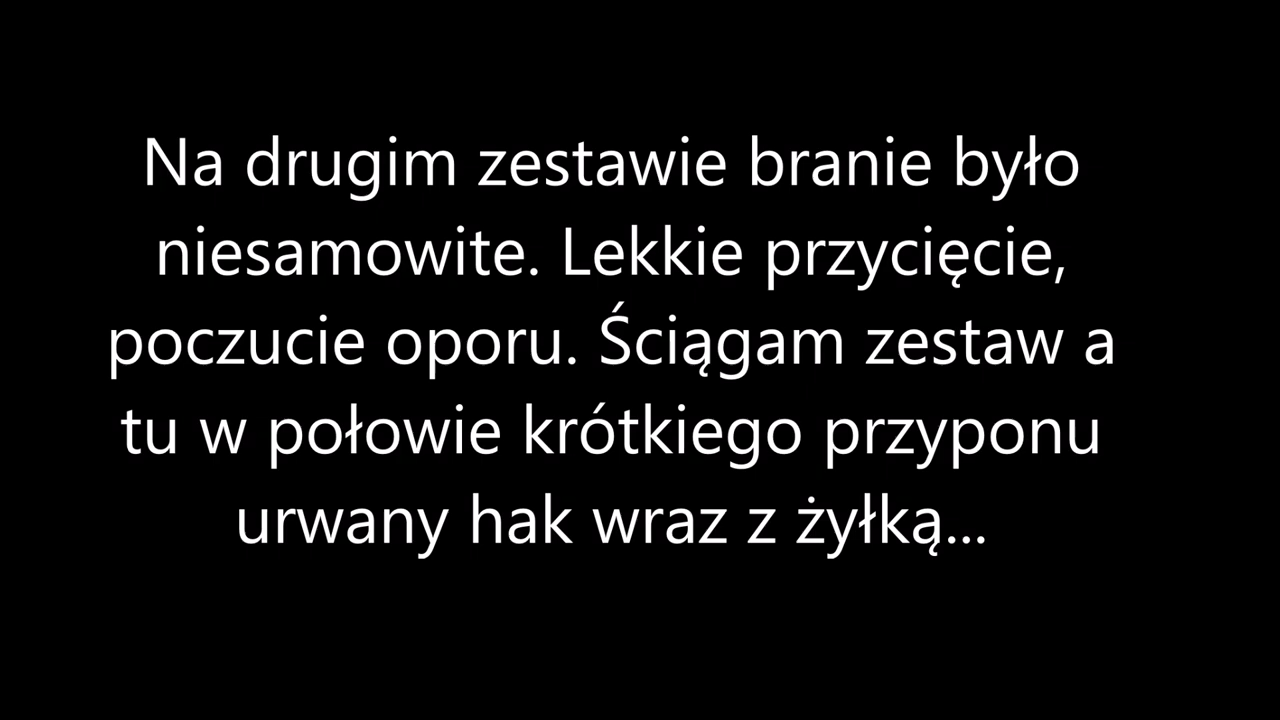 Na drugim zestawie branie było
niesamowite. Lekkie przycięcie,
poczucie oporu. Ściągam zestaw a
tu w połowie krótkiego przyponu
urwany hak wraz z żyłką...